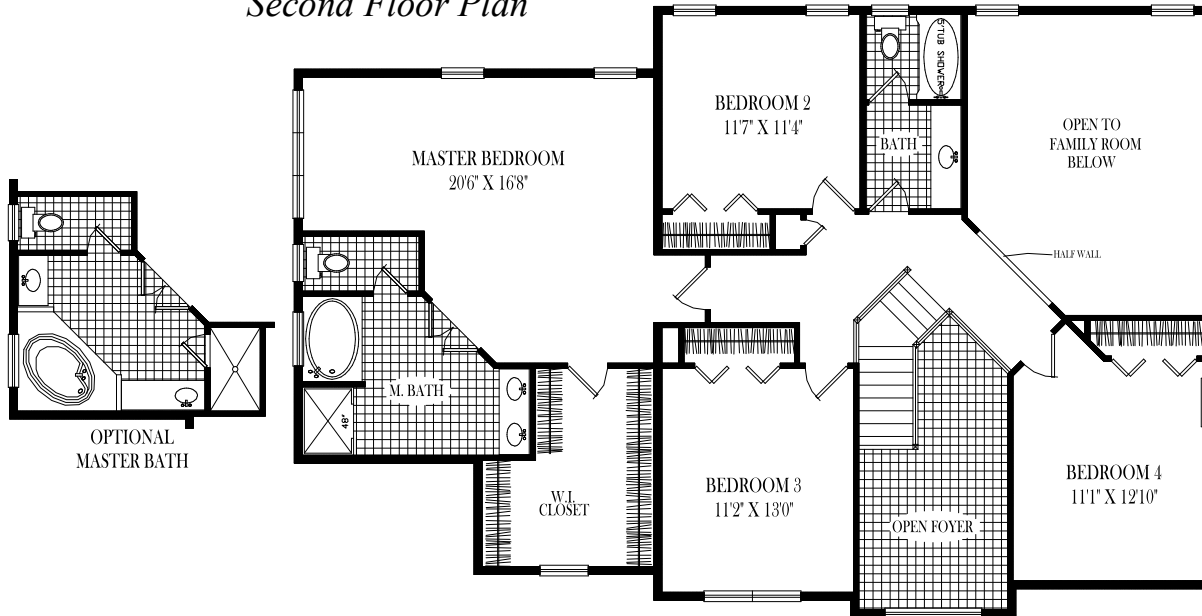 Second Floor Plan
BEDROOM 2
11'7" X 11'4"
5' TUB SHOWER
BATH
OPEN TO
FAMILY ROOM
BELOW
MASTER BEDROOM
20'6" X 16'8"
HALF WALL
M. BATH
48"
OPTIONAL
MASTER BATH
W.I.
CLOSET
BEDROOM 3
11'2" X 13'0"
OPEN FOYER
BEDROOM 4
11'1" X 12'10"